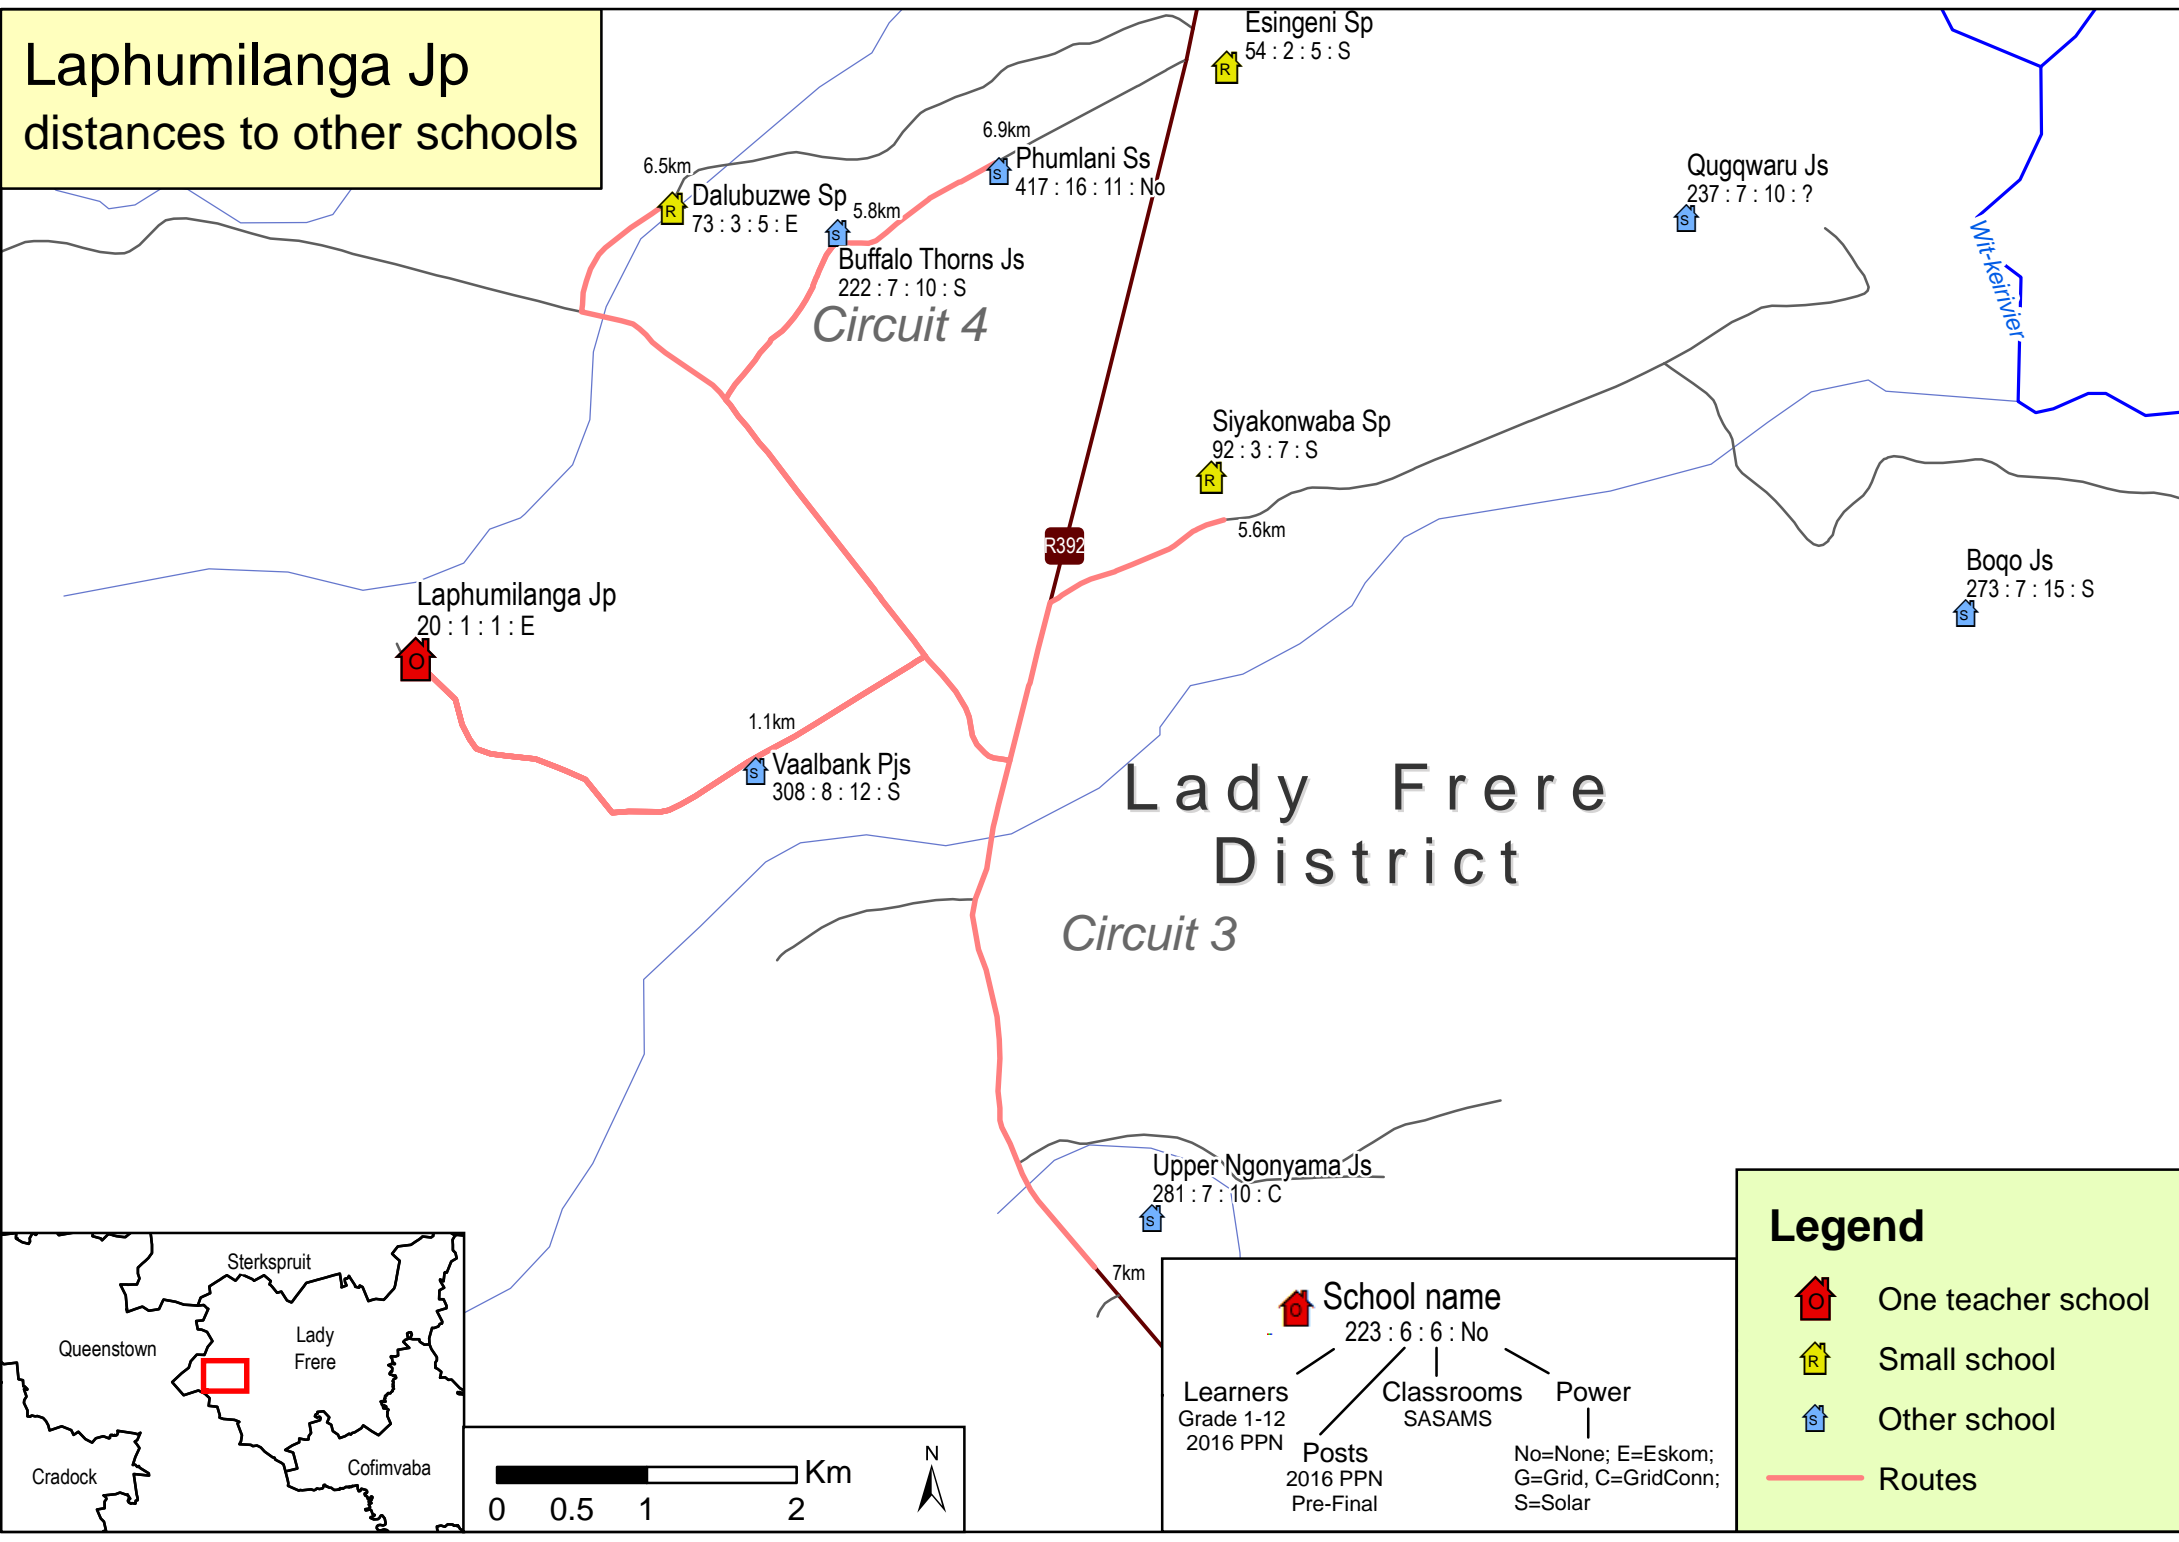 Laphumilanga Jp
distances to other schools
Esingeni Sp
54 : 2 : 5 : S
R
6.9km
Phumlani Ss
417 : 16 : 11 : No
S
6.5km
Dalubuzwe Sp
73 : 3 : 5 : E
R
5.8km
S
Buffalo Thorns Js
222 : 7 : 10 : S
Circuit 4
Qugqwaru Js
237 : 7 : 10 : ?
S
Wit-keirivier
Siyakonwaba Sp
92 : 3 : 7 : S
R
5.6km
R392
Boqo Js
273 : 7 : 15 : S
S
Laphumilanga Jp
20 : 1 : 1 : E
O
1.1km
Vaalbank Pjs
308 : 8 : 12 : S
S
Lady Frere
District
Circuit 3
Upper Ngonyama Js
281 : 7 : 10 : C
S
7km
Sterkspruit
Queenstown
Lady
Frere
Cradock
Cofimvaba
Km
0 0.5 1 2
N
O
School name
223 : 6 : 6 : No
Learners
Grade 1-12
2016 PPN
Posts
2016 PPN
Pre-Final
Classrooms
SASAMS
Power
No=None; E=Eskom;
G=Grid, C=GridConn;
S=Solar
Legend
O One teacher school
R Small school
S Other school
Routes